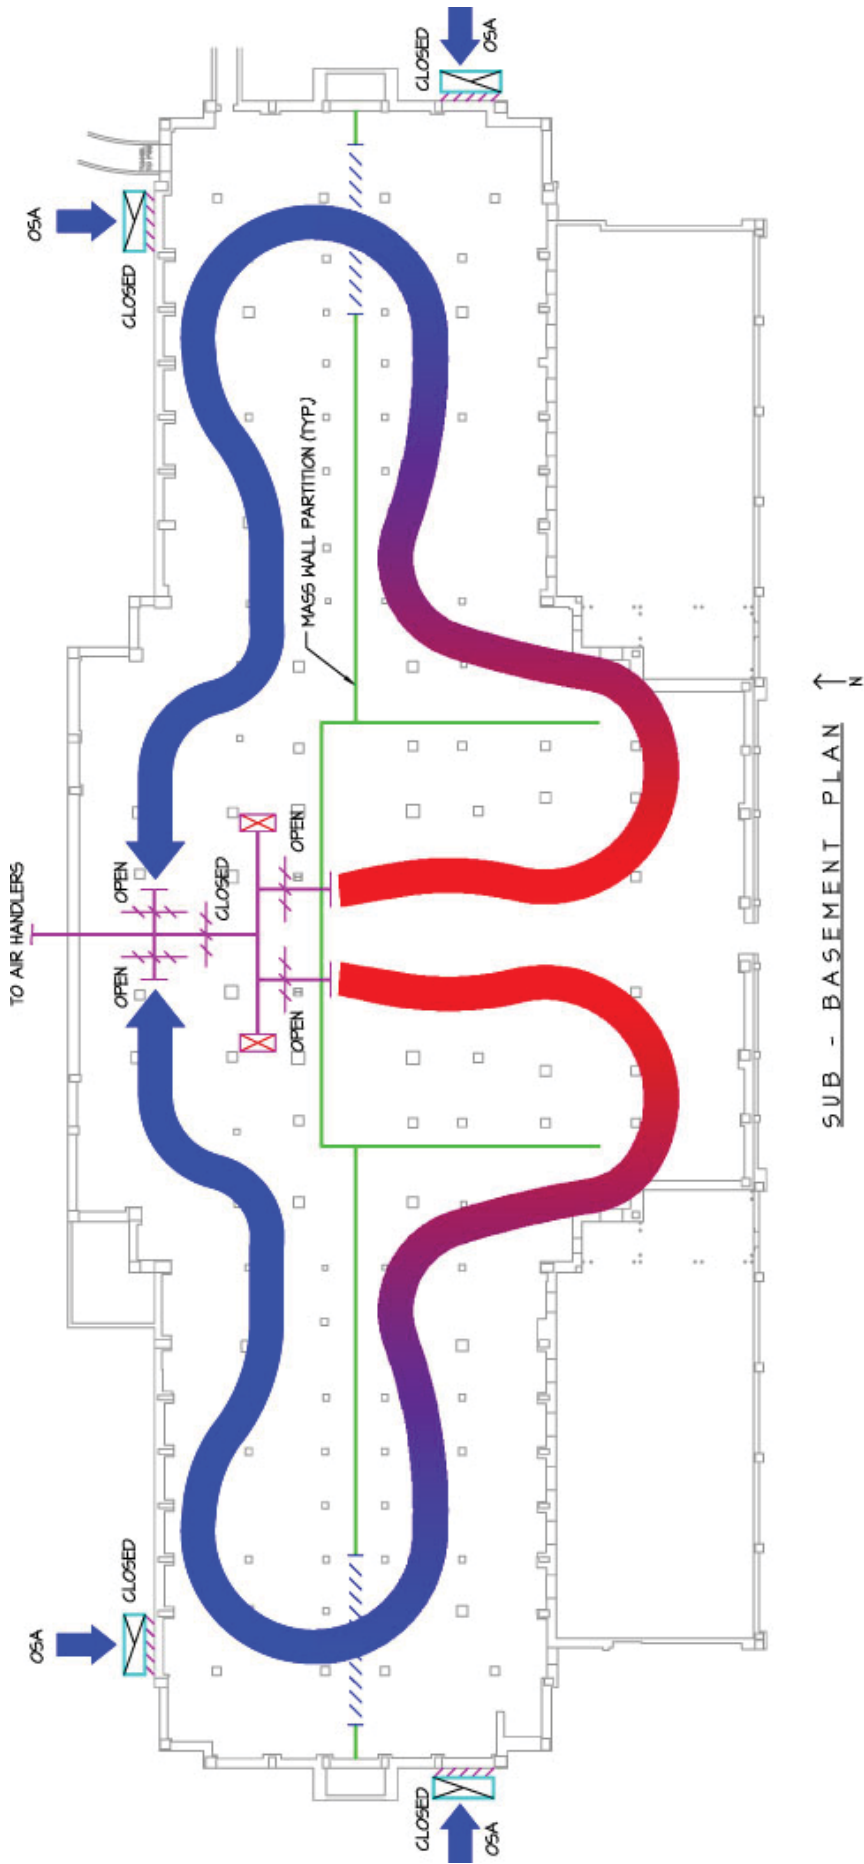 CLOSED
OSA
OSA
CLOSED
MASS WALL PARTITION (TYP.)
TO AIR HANDLERS
OPEN
CLOSED
OPEN
OPEN
OPEN
N
SUB - BASEMENT PLAN
CLOSED
OSA
CLOSED
OSA